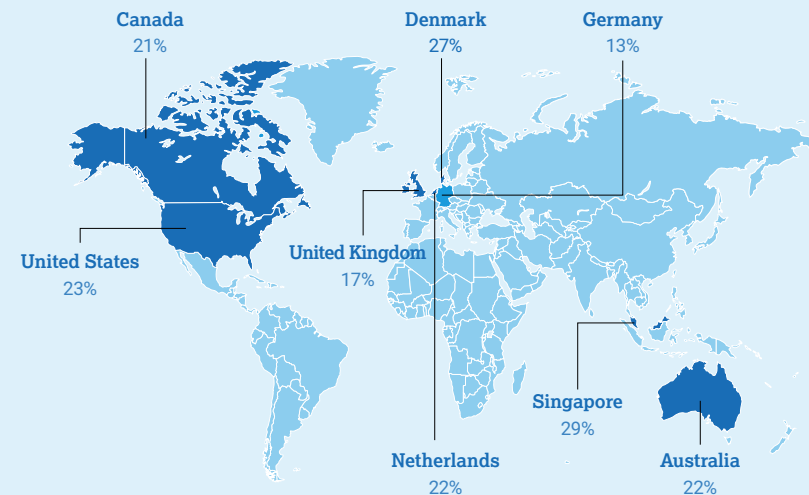 Canada
21%
Denmark
27%
Germany
13%
United States
23%
United Kingdom
17%
Singapore
29%
Netherlands
22%
Australia
22%